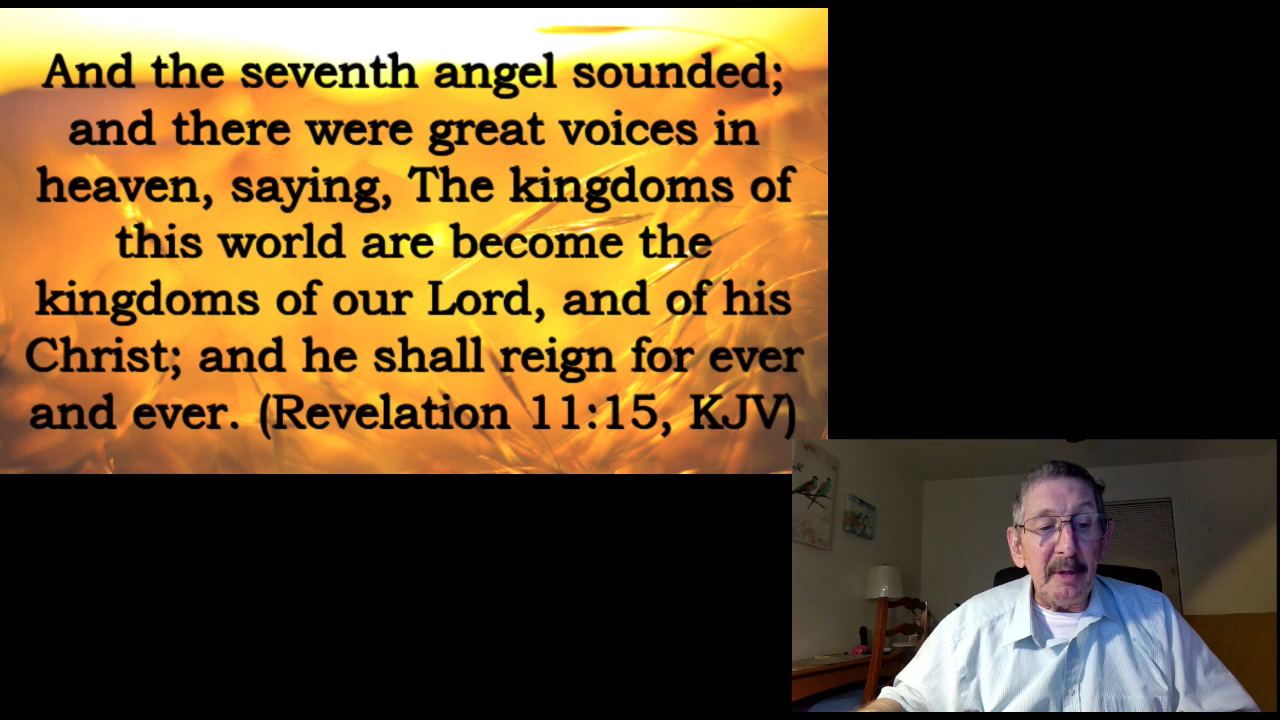 And the seventh angel sounded;
and there were great voices in
heaven, saying, The kingdoms of
this world are become the
kingdoms of our Lord, and of his
Christ; and he shall reign for ever
and ever. (Revelation 11:15, KJV)